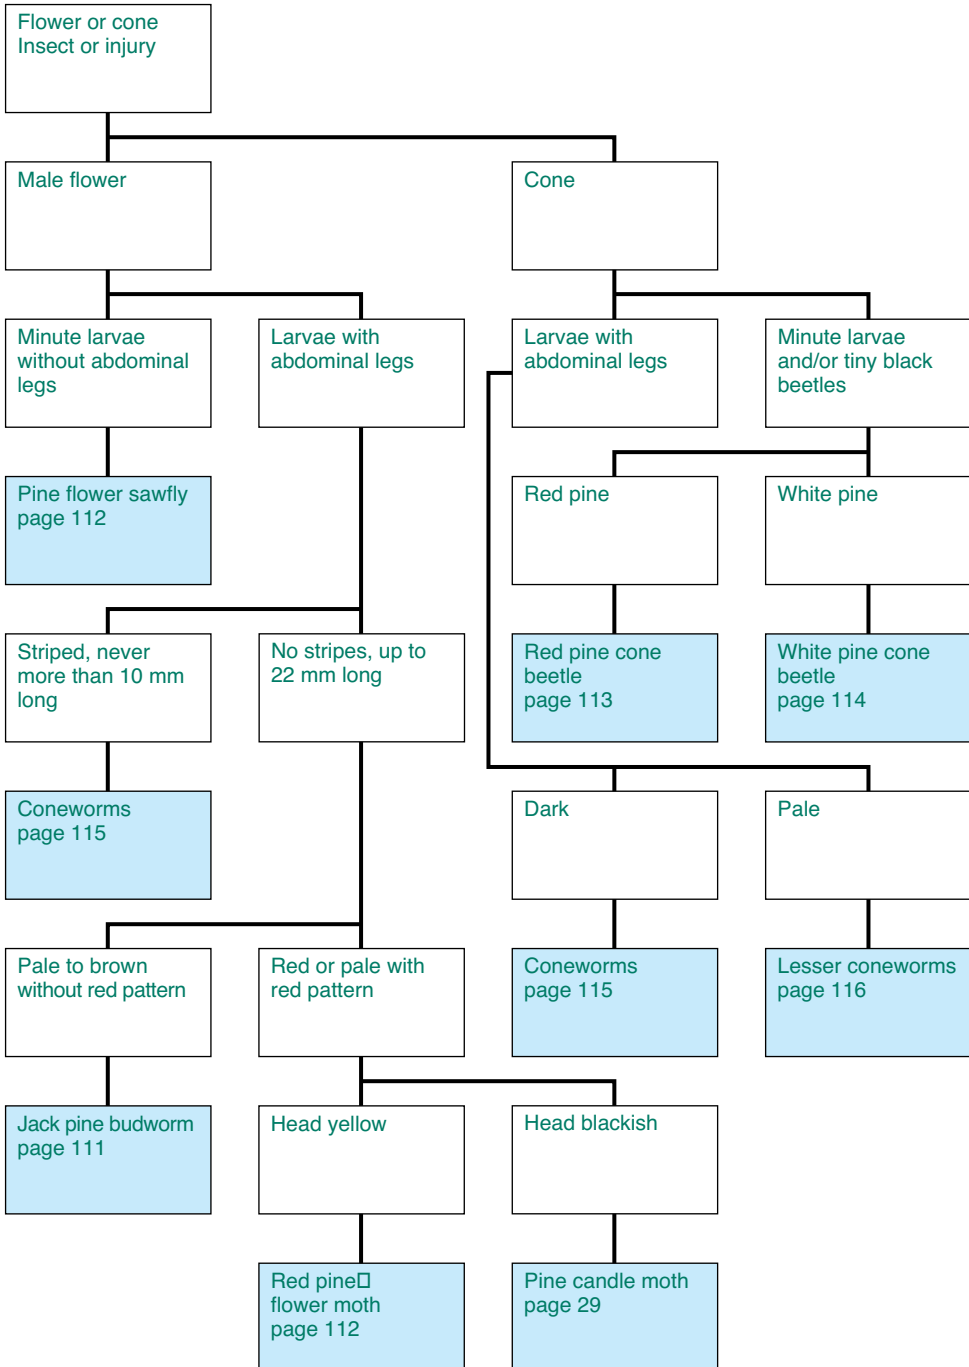 Flower or cone
Insect or injury
Male flower
Cone
Minute larvae
without abdominal
legs
Larvae with
abdominal legs
Larvae with
abdominal legs
Minute larvae
and/or tiny black
beetles
Pine flower sawfly
page 112
Red pine
White pine
Striped, never
more than 10 mm
long
No stripes, up to
22 mm long
Red pine cone
beetle
page 113
White pine cone
beetle
page 114
Coneworms
page 115
Dark
Pale
Pale to brown
without red pattern
Red or pale with
red pattern
Coneworms
page 115
Lesser coneworms
page 116
Jack pine budworm
page 111
Head yellow
Head blackish
Red pine□
flower moth
page 112
Pine candle moth
page 29